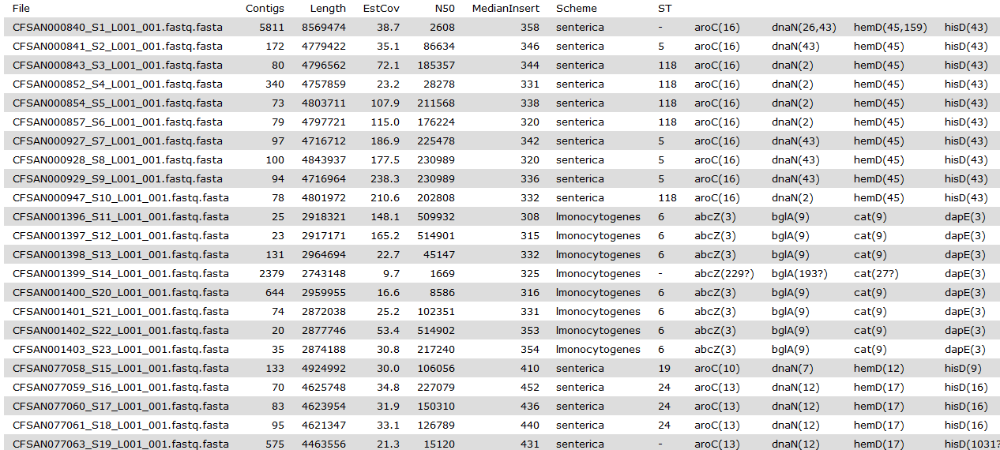 File Contigs Length EstCov N50 MedianInsert Scheme ST
CFSAN000840_S1_L001_001.fastq.fasta 5811 8569474 38.7 2608 358 senterica - aroC(16) dnaN(26,43) hemD(45,159) hisD(43)
CFSAN000841_S2_L001_001.fastq.fasta 172 4779422 35.1 86634 346 senterica 5 aroC(16) dnaN(43) hemD(45) hisD(43)
CFSAN000843_S3_L001_001.fastq.fasta 80 4796562 72.1 185357 344 senterica 118 aroC(16) dnaN(2) hemD(45) hisD(43)
CFSAN000852_S4_L001_001.fastq.fasta 340 4757859 23.2 28278 331 senterica 118 aroC(16) dnaN(2) hemD(45) hisD(43)
CFSAN000854_S5_L001_001.fastq.fasta 73 4803711 107.9 211568 338 senterica 118 aroC(16) dnaN(2) hemD(45) hisD(43)
CFSAN000857_S6_L001_001.fastq.fasta 79 4797721 115.0 176224 320 senterica 118 aroC(16) dnaN(2) hemD(45) hisD(43)
CFSAN000927_S7_L001_001.fastq.fasta 97 4716712 186.9 225478 342 senterica 5 aroC(16) dnaN(43) hemD(45) hisD(43)
CFSAN000928_S8_L001_001.fastq.fasta 100 4843937 177.5 230989 320 senterica 5 aroC(16) dnaN(43) hemD(45) hisD(43)
CFSAN000929_S9_L001_001.fastq.fasta 94 4716964 238.3 230989 336 senterica 5 aroC(16) dnaN(43) hemD(45) hisD(43)
CFSAN000947_S10_L001_001.fastq.fasta 78 4801972 210.6 202808 332 senterica 118 aroC(16) dnaN(2) hemD(45) hisD(43)
CFSAN001396_S11_L001_001.fastq.fasta 25 2918321 148.1 509932 308 lmonocytogenes 6 abcZ(3) bglA(9) cat(9) dapE(3)
CFSAN001397_S12_L001_001.fastq.fasta 23 2917171 165.2 514901 315 lmonocytogenes 6 abcZ(3) bglA(9) cat(9) dapE(3)
CFSAN001398_S13_L001_001.fastq.fasta 131 2964694 22.7 45147 332 lmonocytogenes 6 abcZ(3) bglA(9) cat(9) dapE(3)
CFSAN001399_S14_L001_001.fastq.fasta 2379 2743148 9.7 1669 325 lmonocytogenes - abcZ(229?) bglA(193?) cat(27?) dapE(3)
CFSAN001400_S20_L001_001.fastq.fasta 644 2959955 16.6 8586 316 lmonocytogenes 6 abcZ(3) bglA(9) cat(9) dapE(3)
CFSAN001401_S21_L001_001.fastq.fasta 74 2872038 25.2 102351 331 lmonocytogenes 6 abcZ(3) bglA(9) cat(9) dapE(3)
CFSAN001402_S22_L001_001.fastq.fasta 20 2877746 53.4 514902 353 lmonocytogenes 6 abcZ(3) bglA(9) cat(9) dapE(3)
CFSAN001403_S23_L001_001.fastq.fasta 35 2874188 30.8 217240 354 lmonocytogenes 6 abcZ(3) bglA(9) cat(9) dapE(3)
CFSAN077058_S15_L001_001.fastq.fasta 133 4924992 30.0 106056 410 senterica 19 aroC(10) dnaN(7) hemD(12) hisD(9)
CFSAN077059_S16_L001_001.fastq.fasta 70 4625748 34.8 227079 452 senterica 24 aroC(13) dnaN(12) hemD(17) hisD(16)
CFSAN077060_S17_L001_001.fastq.fasta 83 4623954 31.9 150310 436 senterica 24 aroC(13) dnaN(12) hemD(17) hisD(16)
CFSAN077061_S18_L001_001.fastq.fasta 95 4621347 33.1 126789 440 senterica 24 aroC(13) dnaN(12) hemD(17) hisD(16)
CFSAN077063_S19_L001_001.fastq.fasta 575 4463556 21.3 15120 431 senterica - aroC(13) dnaN(12) hemD(17) hisD(1031?